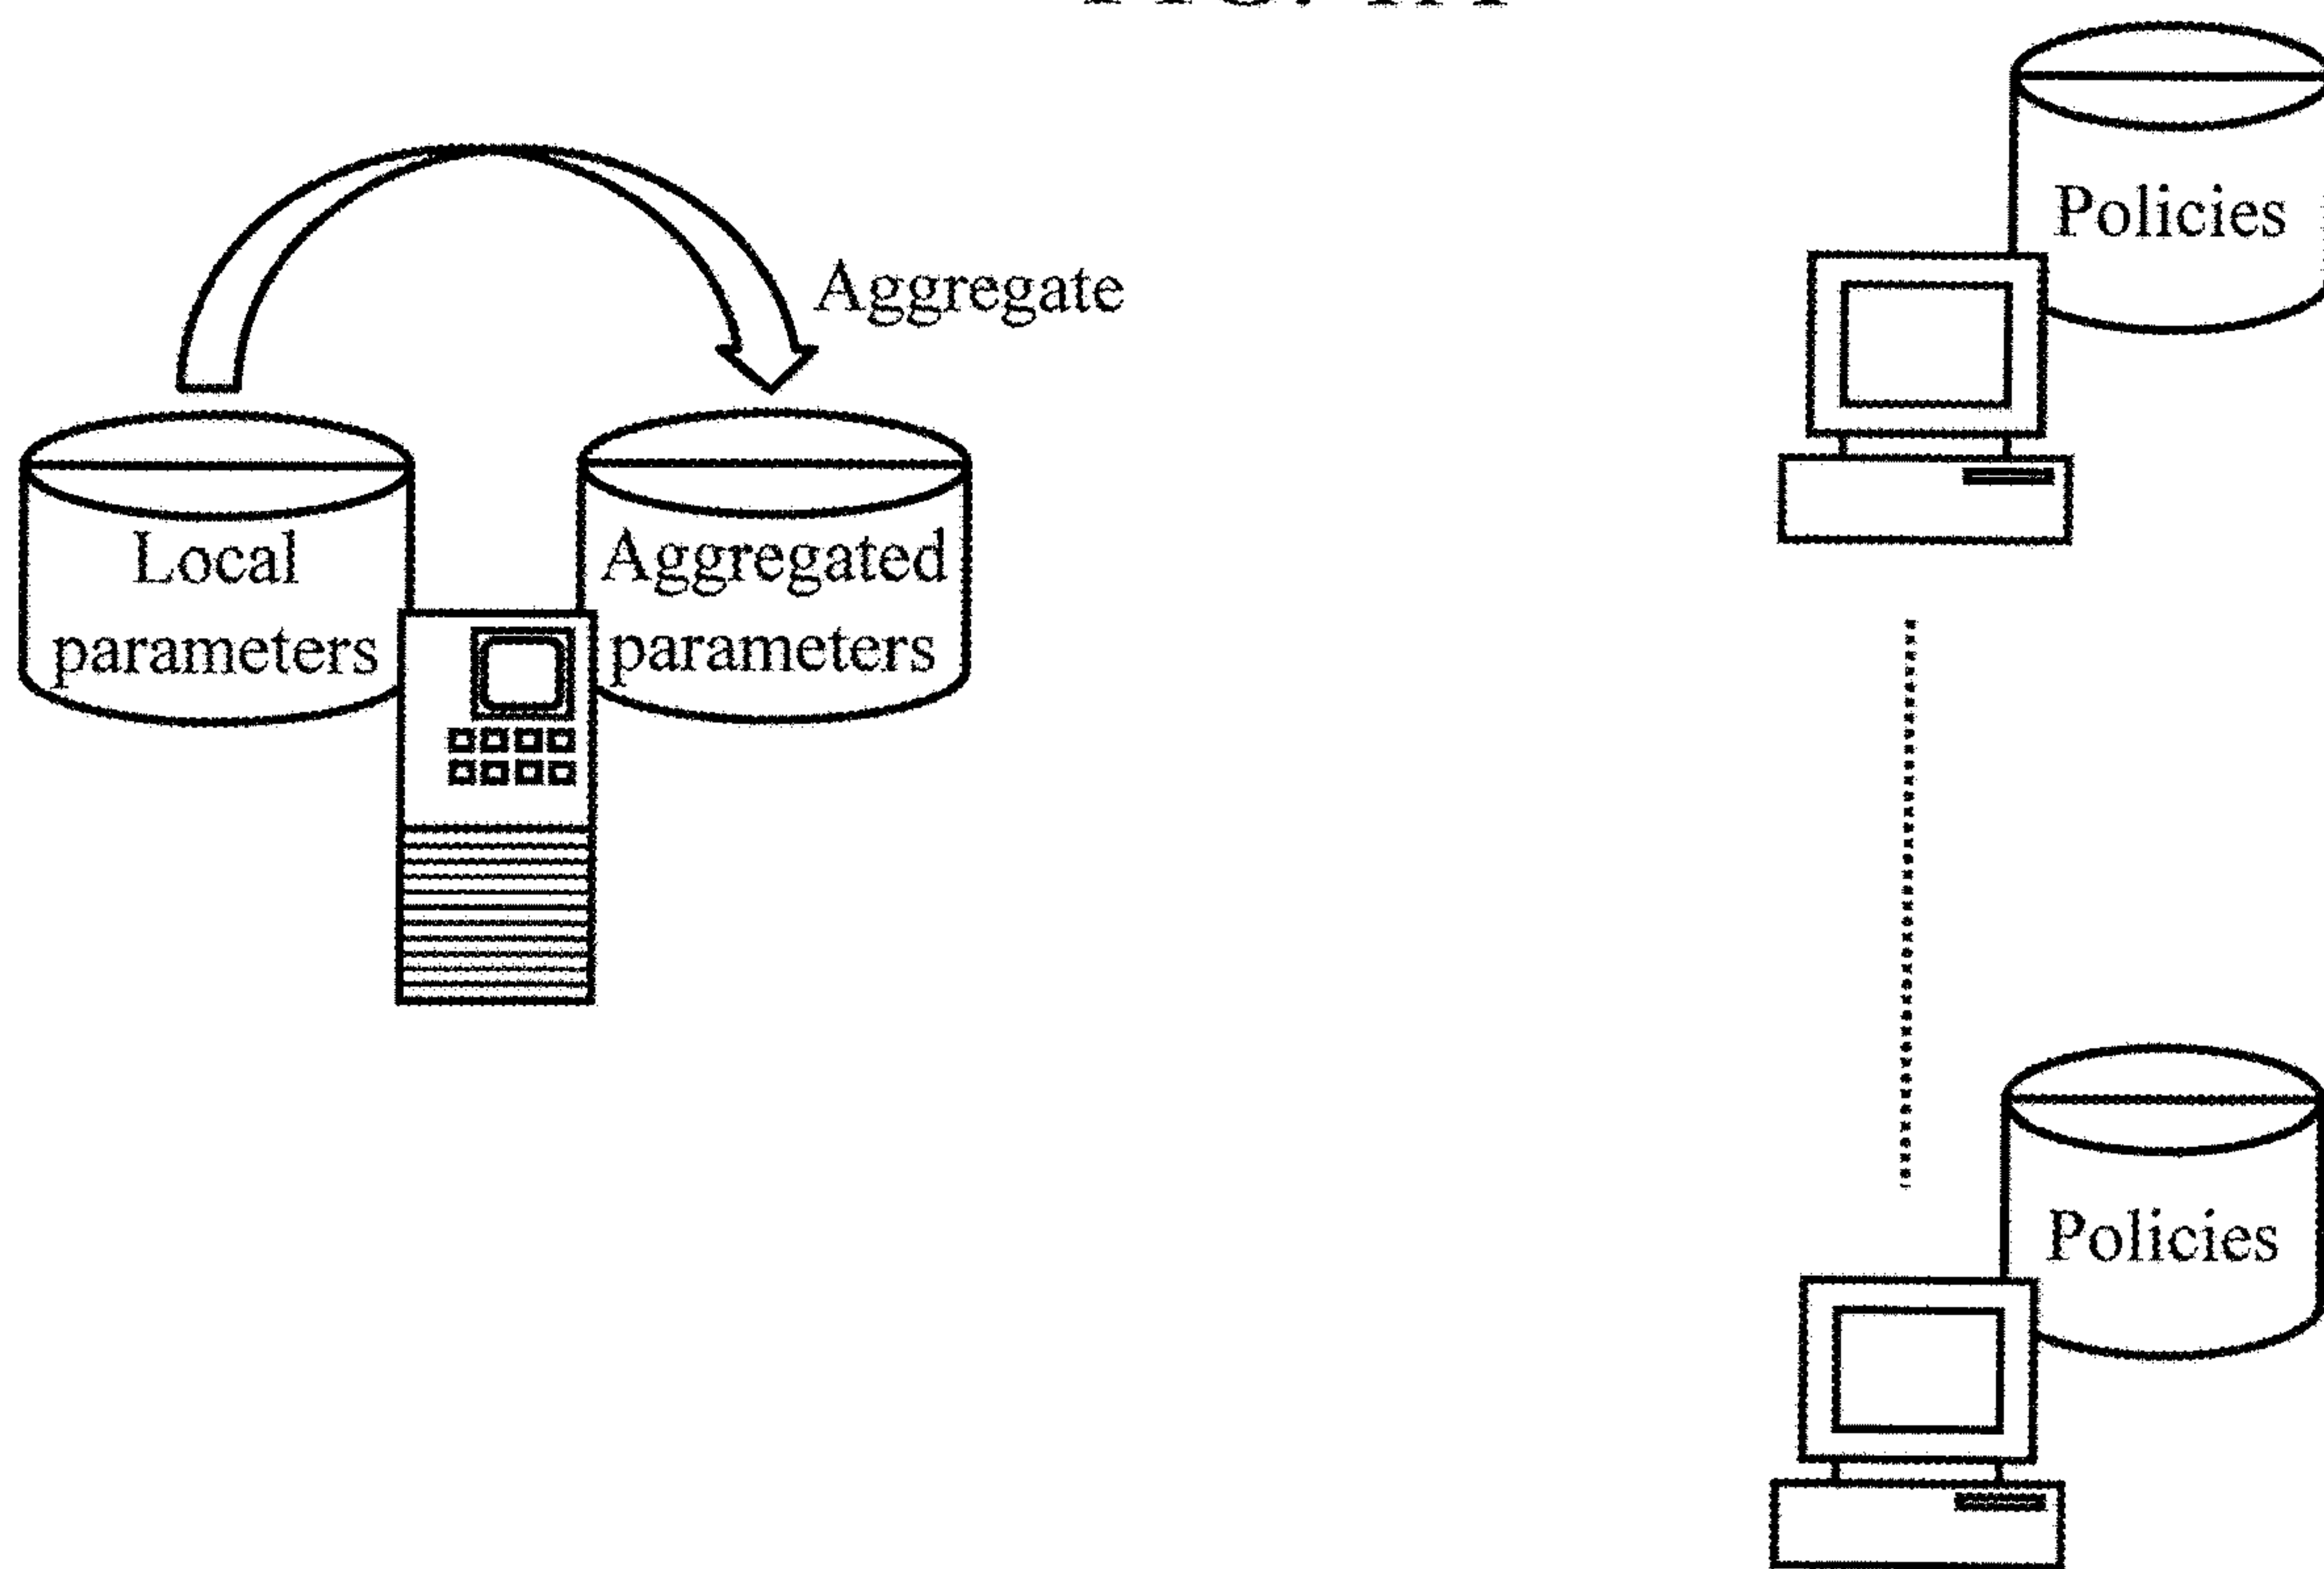 Policies
Aggregate
Local
parameters
Aggregated
parameters
Policies